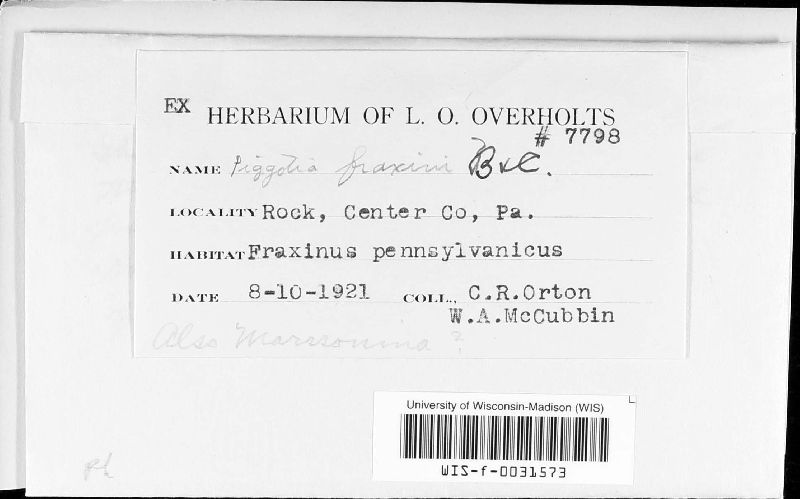 EX HERBARIUM OF L. O. OVERHOLTS
# 7798
NAME Piggotia fraxini B & C.
LOCALITY Rock, Center Co, Pa.
HABITAT Fraxinus pennsylvanicus
DATE 8-10-1921 COLL., C.R.Orton
W.A.McCubbin
Also Marssonina ?
University of Wisconsin-Madison (WIS)
WIS-f-0031573
L